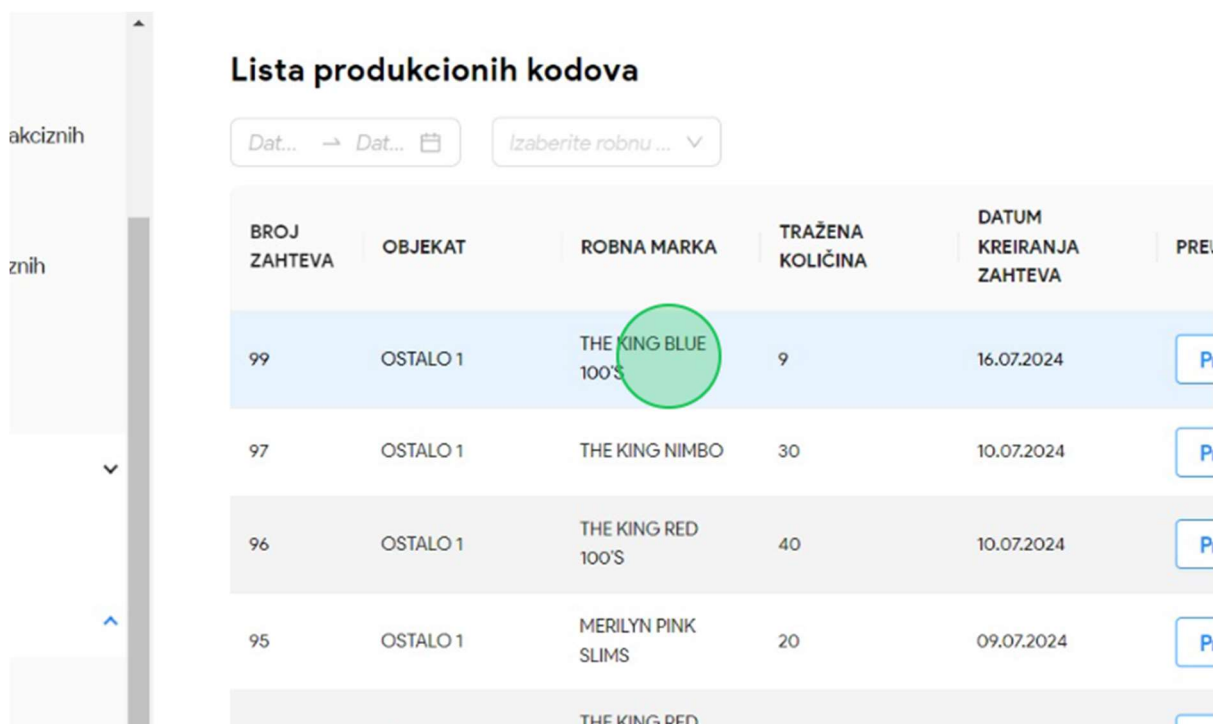 Lista produkcionih kodova
akciznih
Dat... → Dat...
Izaberite robnu ...
znih
BROJ
ZAHTEVA
OBJEKAT
ROBNA MARKA
TRAŽENA
KOLIČINA
DATUM
KREIRANJA
ZAHTEVA
99
OSTALO 1
THE KING BLUE
100'S
9
16.07.2024
97
OSTALO 1
THE KING NIMBO
30
10.07.2024
96
OSTALO 1
THE KING RED
100'S
40
10.07.2024
95
OSTALO 1
MERILYN PINK
SLIMS
20
09.07.2024
THE KING RED